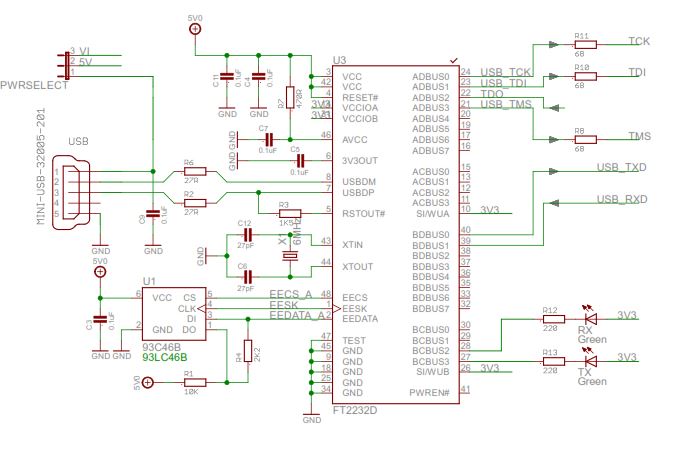 5V0
3 VI
2 5V
1
PWRSELECT
MINI-USB-32005-201
USB
1
2
3
4
5
GND
5V0
GND
C9
0.1uF
R6
27R
R2
27R
C11
0.1uF
C4
0.1uF
GND
GND
R7
470R
3V3
3V3
GND
C7
0.1uF
GND
C5
0.1uF
R3
1K5
C12
27pF
C6
27pF
GND
X1
6MHZ
U3
3 VCC
2 VCC
4 RESET#
VCCIOA
VCCIOB
46 AVCC
6 3V3OUT
8 USBDM
7 USBDP
5 RSTOUT#
43 XTIN
44 XTOUT
48 EECS
1 EESK
2 EEDATA
47 TEST
45 GND
9 GND
18 GND
25 GND
34 GND
GND
FT2232D
ADBUS0 24 USB_TCK
ADBUS1 23 USB_TDI
ADBUS2 22 TDO
ADBUS3 21 USB_TMS
ADBUS4 20
ADBUS5 19
ADBUS6 17
ADBUS7 16
ACBUS0 15
ACBUS1 13
ACBUS2 12
ACBUS3 11
SI/WUA 10 3V3
BDBUS0 40
BDBUS1 39
BDBUS2 38
BDBUS3 37
BDBUS4 36
BDBUS5 35
BDBUS6 33
BDBUS7 32
BCBUS0 30
BCBUS1 29
BCBUS2 28
BCBUS3 27
SI/WUB 26 3V3
PWREN# 41
R11
68
TCK
R10
68
TDI
R8
68
TMS
USB_TXD
USB_RXD
R12
220
RX
Green
3V3
R13
220
TX
Green
3V3
U1
6 VCC
2 GND
CS 5
CLK 4
DI 3
DO 1
93C46B
93LC46B
EECS_A
EESK
EEDATA_A
C3
0.1uF
GND
GND
R4
2K2
5V0
R1
10K